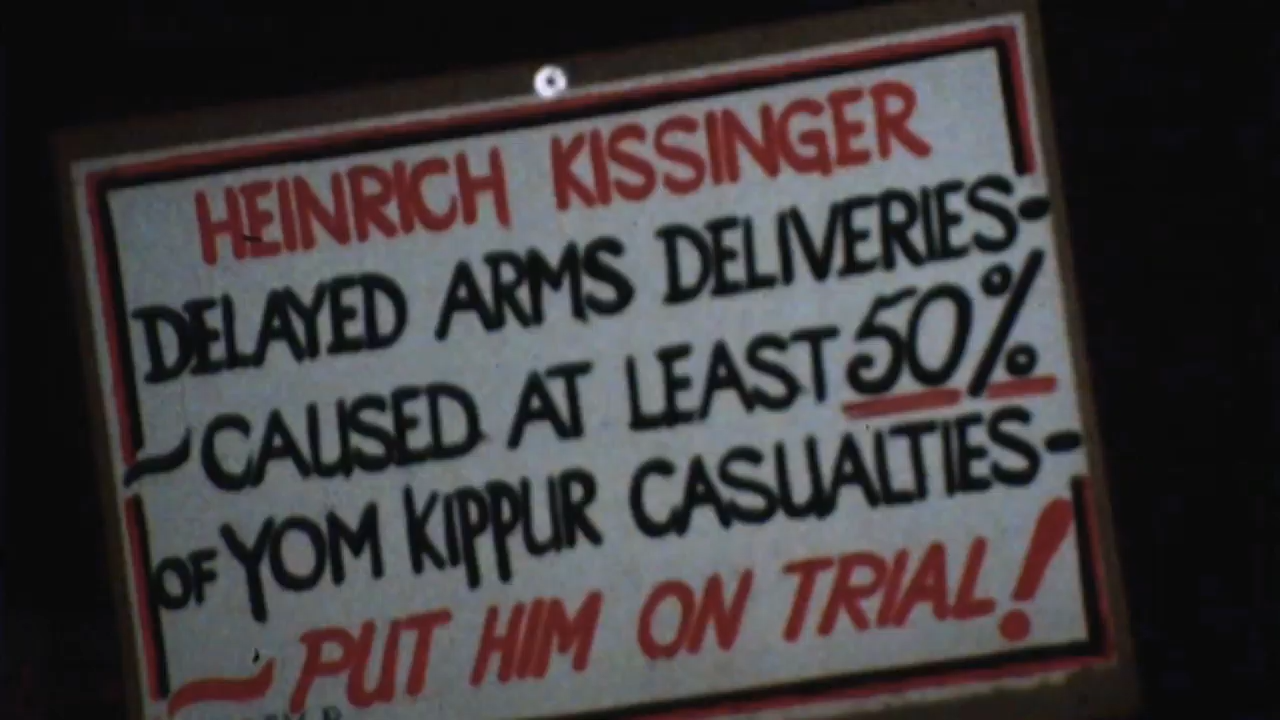 HEINRICH KISSINGER
DELAYED ARMS DELIVERIES-
~CAUSED AT LEAST 50%
OF YOM KIPPUR CASUALTIES-
~PUT HIM ON TRIAL!